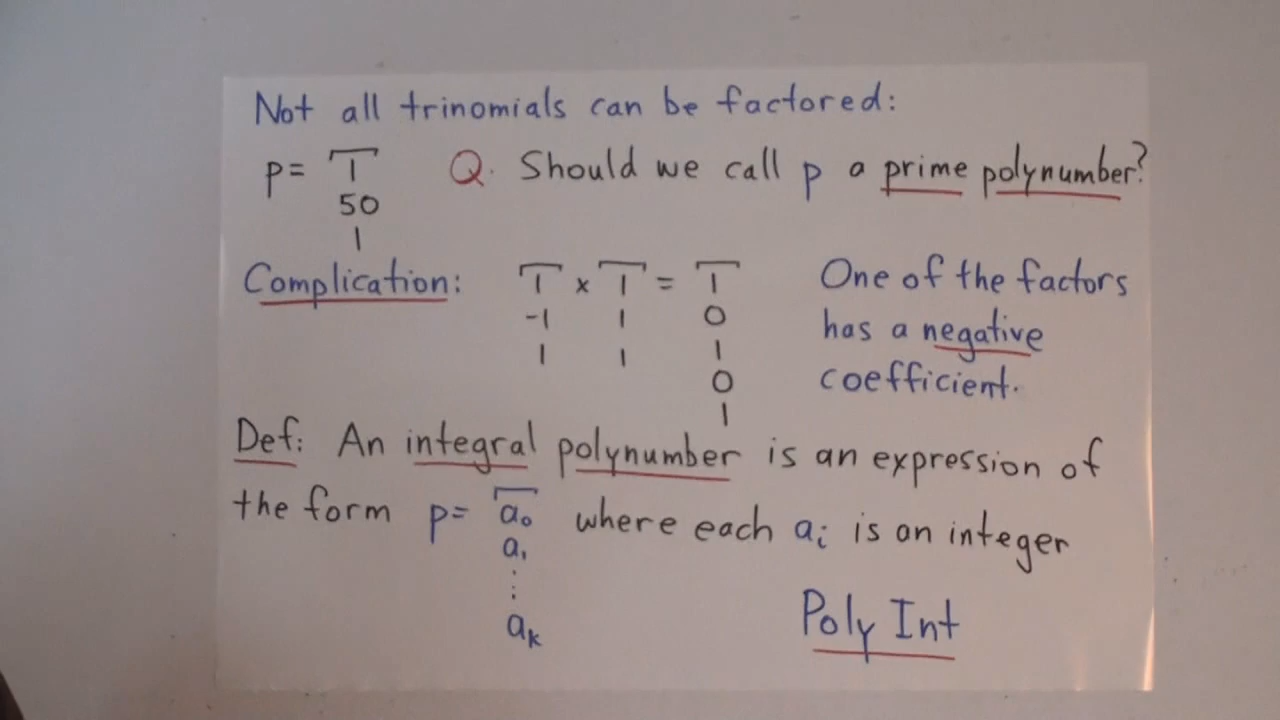 Not all trinomials can be factored:
p= 1 Q. Should we call p a prime polynumber?
50
1
Complication: 1 × 1 = 1 One of the factors
-1 1 0 has a negative
1 1 1
0 coefficient.
1
Def: An integral polynumber is an expression of
the form p= a₀ where each aᵢ is an integer
a₁
⋮
aₖ
Poly Int